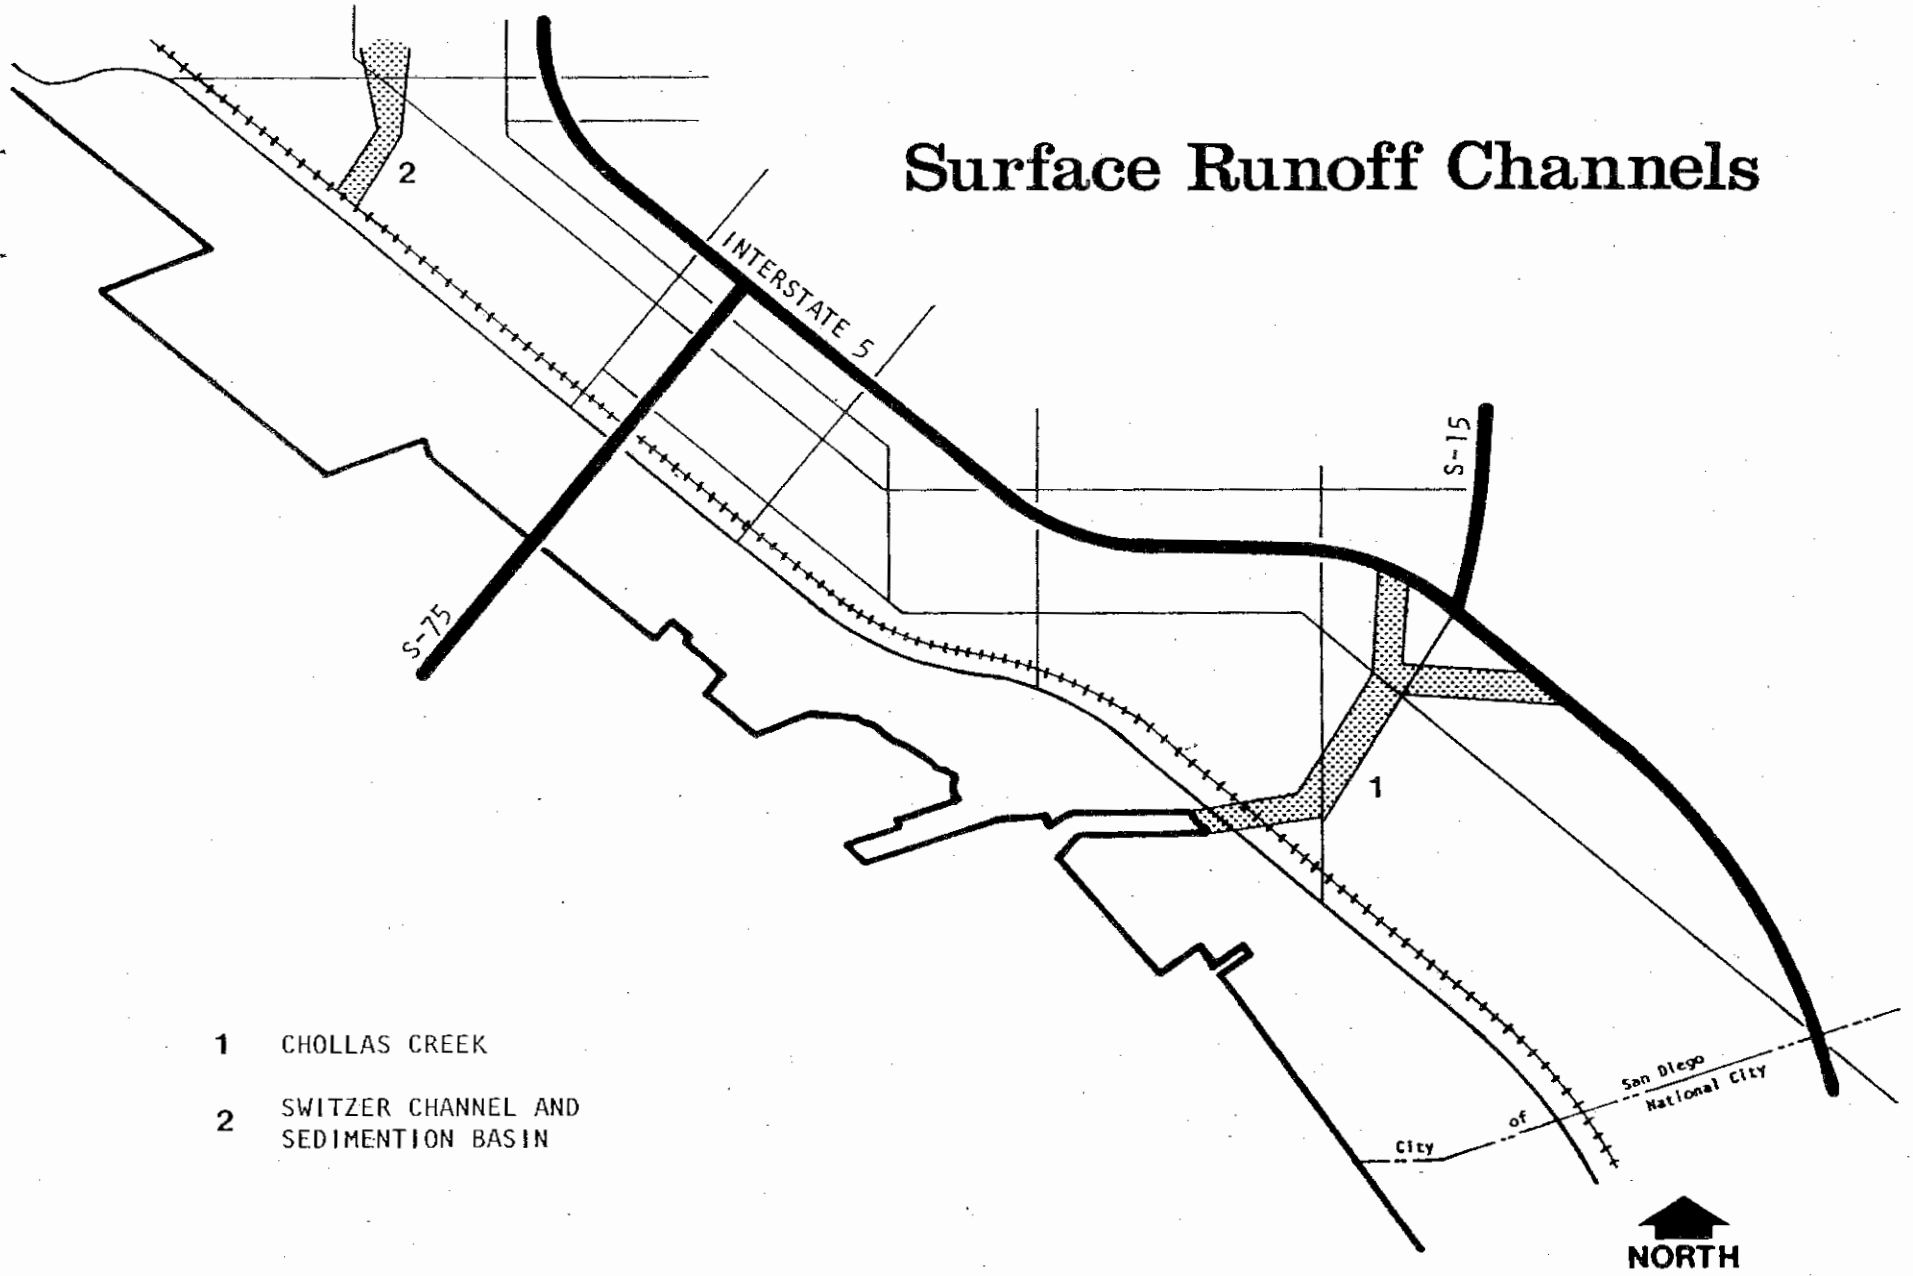 Surface Runoff Channels
2
INTERSTATE 5
S-15
S-75
1
1 CHOLLAS CREEK
2 SWITZER CHANNEL AND
SEDIMENTION BASIN
City of San Diego
National City
NORTH